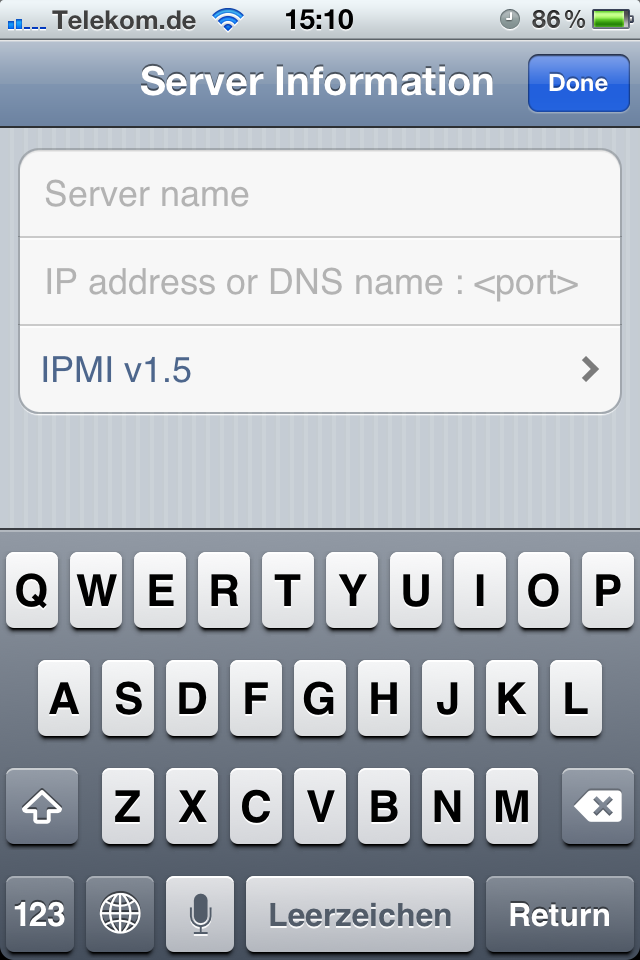 Telekom.de 15:10 86%
Server Information Done
Server name
IP address or DNS name : <port>
IPMI v1.5
Q W E R T Y U I O P
A S D F G H J K L
Z X C V B N M
123 Leerzeichen Return